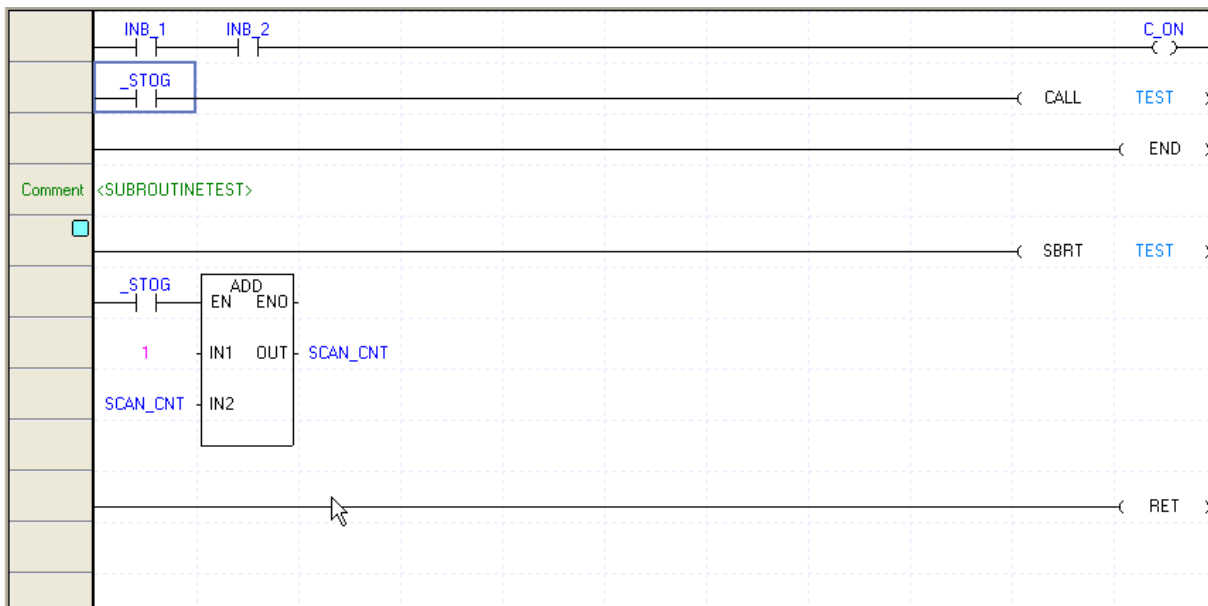 INB_1 INB_2 C_ON
_STOG CALL TEST
END
Comment <SUBROUTINETEST>
SBRT TEST
_STOG ADD
EN ENO
1 IN1 OUT SCAN_CNT
SCAN_CNT IN2
RET